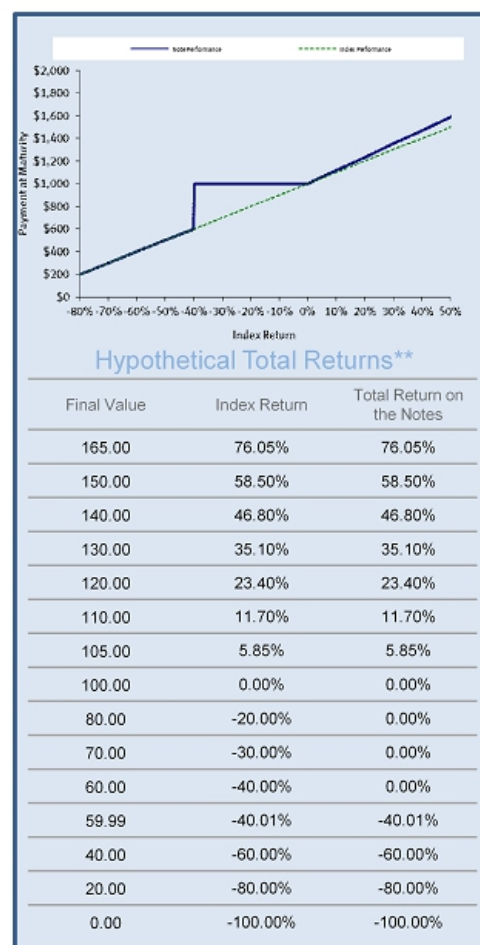 Note Performance Index Performance
$2,000
$1,800
$1,600
$1,400
$1,200
$1,000
$800
$600
$400
$200
$0
Payment at Maturity
-80% -70% -60% -50% -40% -30% -20% -10% 0% 10% 20% 30% 40% 50%
Index Return
Hypothetical Total Returns**
Final Value Index Return Total Return on
the Notes
165.00 76.05% 76.05%
150.00 58.50% 58.50%
140.00 46.80% 46.80%
130.00 35.10% 35.10%
120.00 23.40% 23.40%
110.00 11.70% 11.70%
105.00 5.85% 5.85%
100.00 0.00% 0.00%
80.00 -20.00% 0.00%
70.00 -30.00% 0.00%
60.00 -40.00% 0.00%
59.99 -40.01% -40.01%
40.00 -60.00% -60.00%
20.00 -80.00% -80.00%
0.00 -100.00% -100.00%